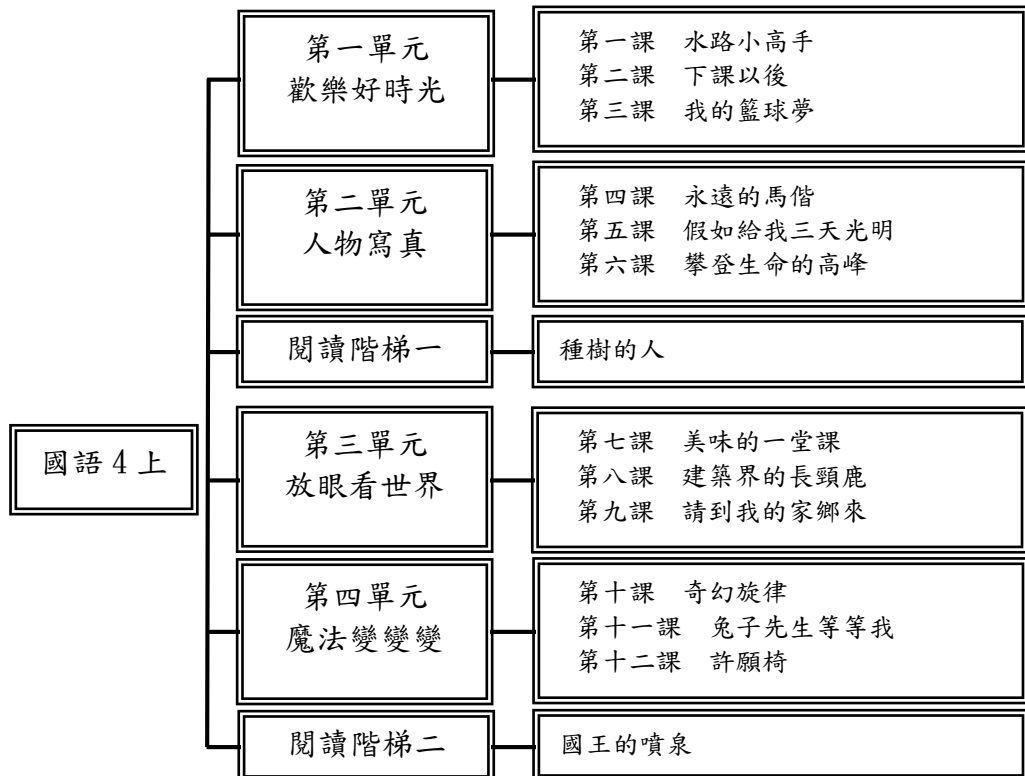 國語4上
第一單元
歡樂好時光
第一課 水路小高手
第二課 下課以後
第三課 我的籃球夢
第二單元
人物寫真
第四課 永遠的馬偕
第五課 假如給我三天光明
第六課 攀登生命的高峰
閱讀階梯一
種樹的人
第三單元
放眼看世界
第七課 美味的一堂課
第八課 建築界的長頸鹿
第九課 請到我的家鄉來
第四單元
魔法變變變
第十課 奇幻旋律
第十一課 兔子先生等等我
第十二課 許願椅
閱讀階梯二
國王的噴泉